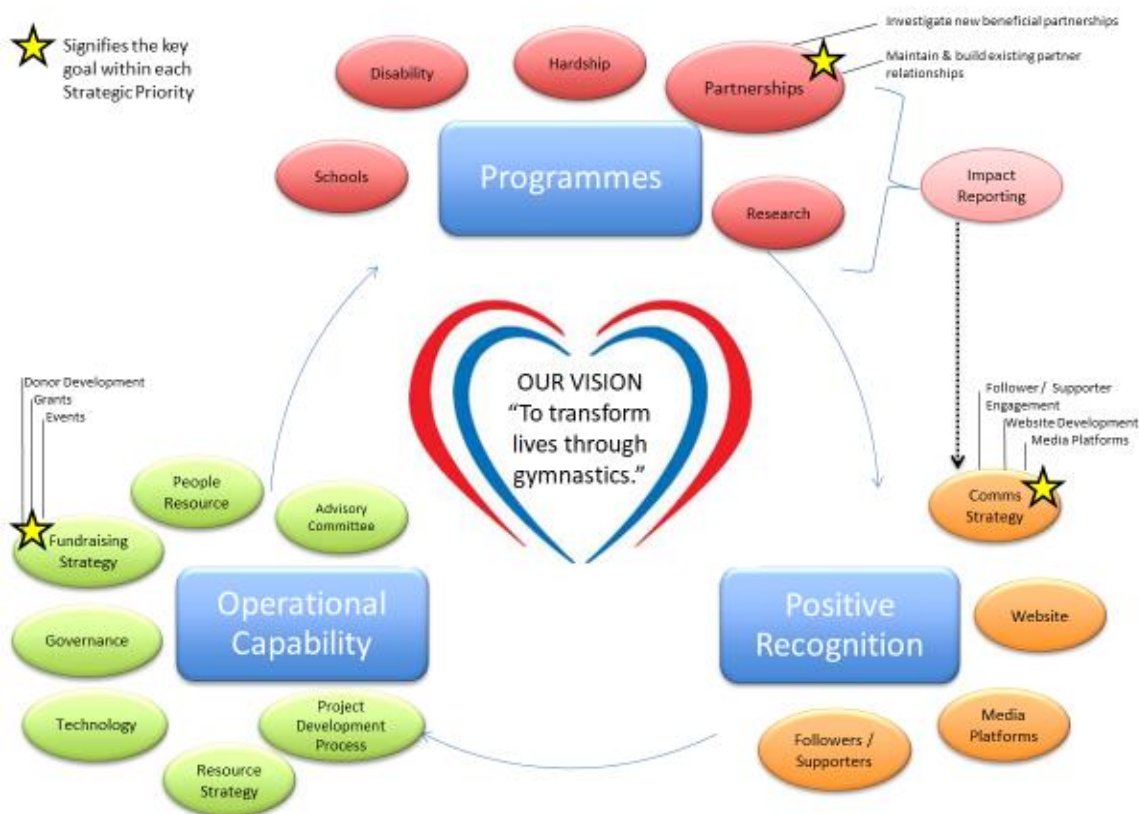 Signifies the key
goal within each
Strategic Priority
Disability
Hardship
Partnerships
Investigate new beneficial partnerships
Maintain & build existing partner
relationships
Schools
Programmes
Research
Impact
Reporting
OUR VISION
“To transform
lives through
gymnastics.”
Donor Development
Grants
Events
People
Resource
Advisory
Committee
Fundraising
Strategy
Operational
Capability
Governance
Technology
Project
Development
Process
Resource
Strategy
Follower / Supporter
Engagement
Website Development
Media Platforms
Comms
Strategy
Positive
Recognition
Website
Media
Platforms
Followers /
Supporters